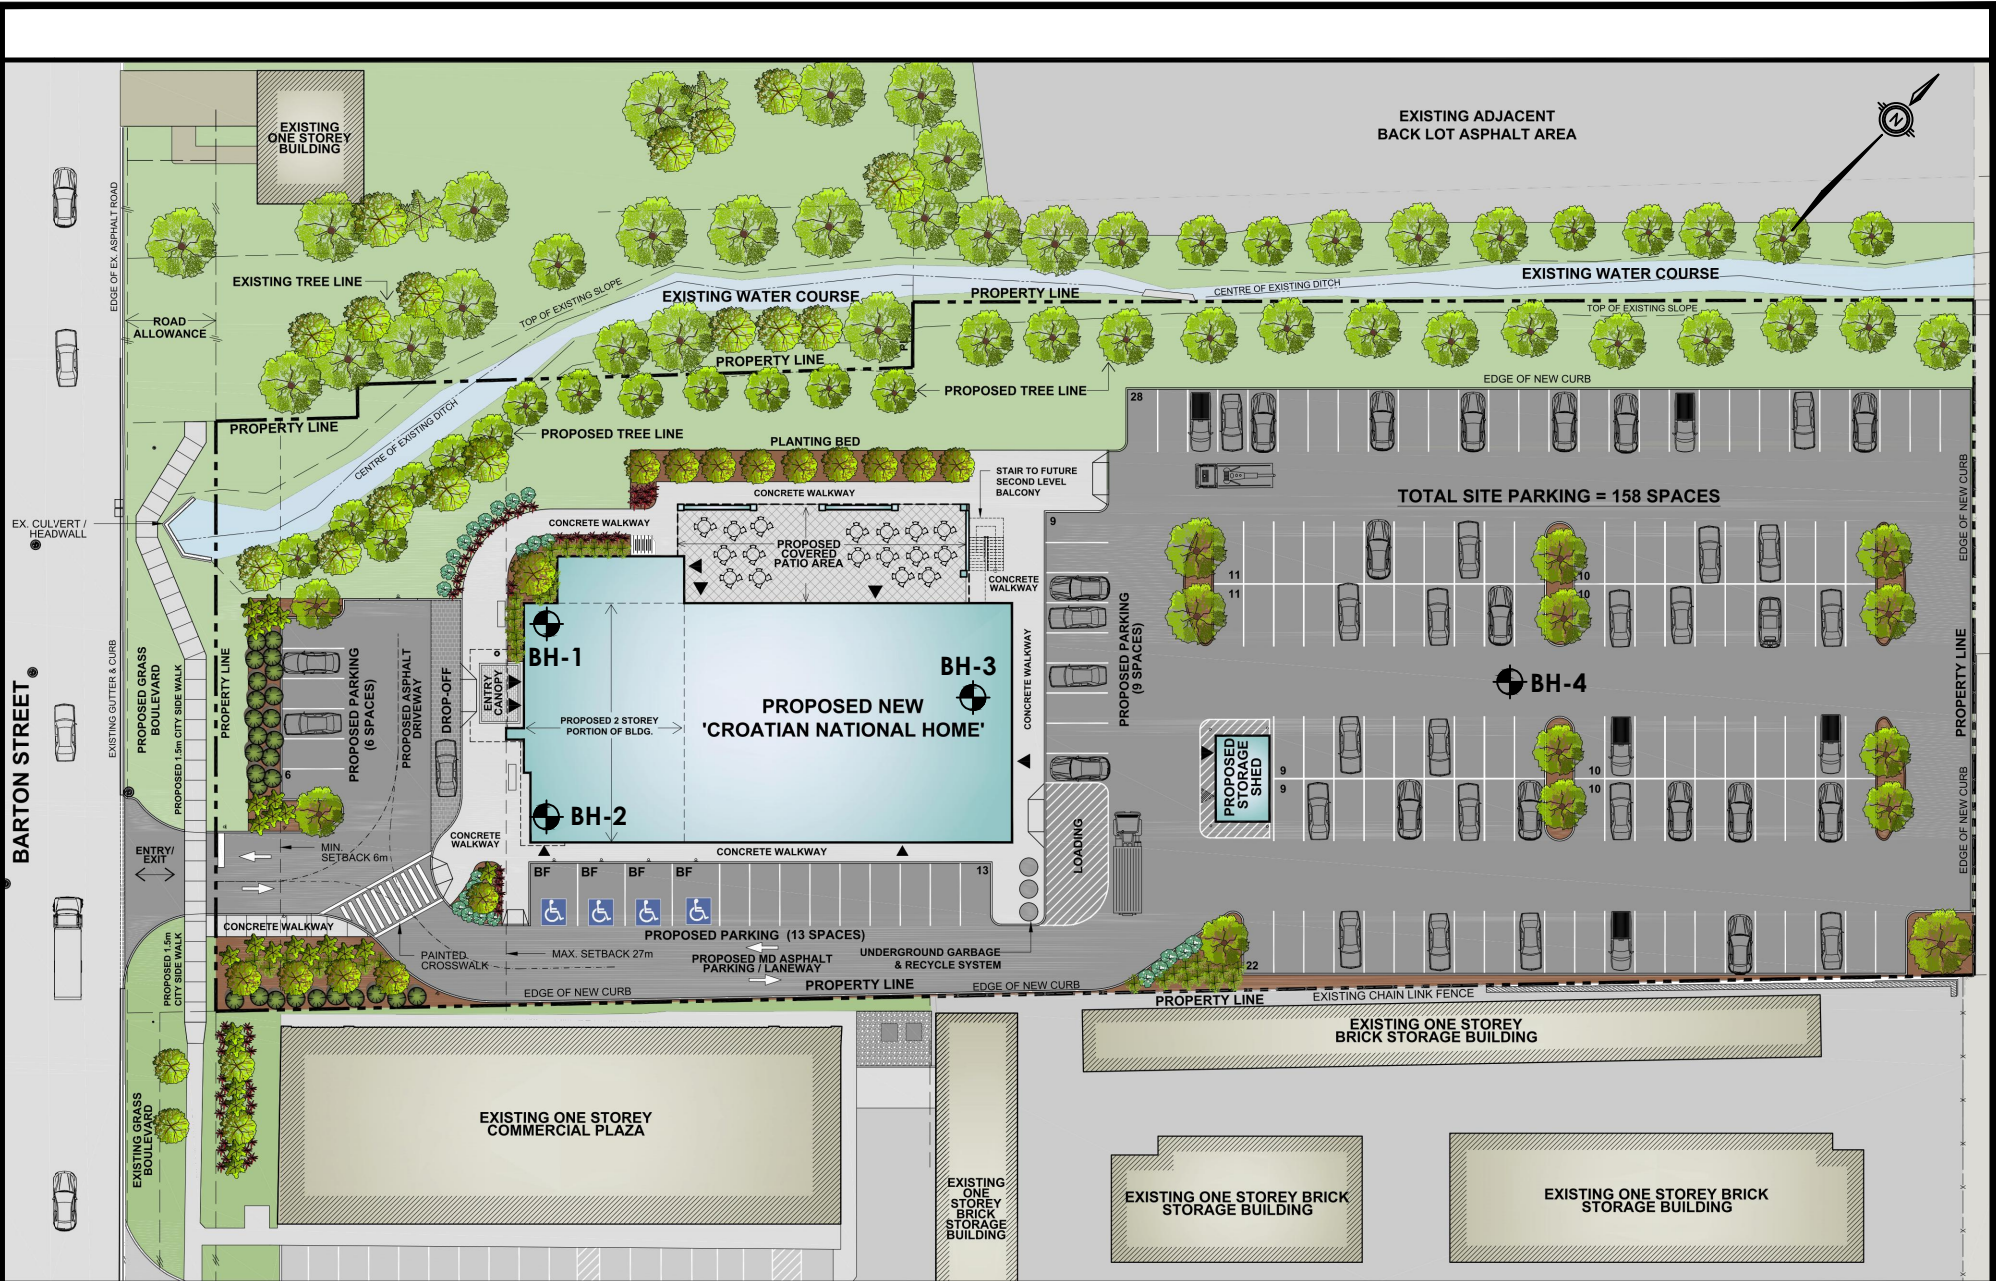 EXISTING
ONE STOREY
BUILDING
EXISTING ADJACENT
BACK LOT ASPHALT AREA
N
EDGE OF EX. ASPHALT ROAD
EXISTING TREE LINE
ROAD
ALLOWANCE
TOP OF EXISTING SLOPE
EXISTING WATER COURSE
PROPERTY LINE
CENTRE OF EXISTING DITCH
EXISTING WATER COURSE
TOP OF EXISTING SLOPE
PROPERTY LINE
EDGE OF NEW CURB
PROPOSED TREE LINE
28
PROPERTY LINE
CENTRE OF EXISTING DITCH
PROPOSED TREE LINE
PLANTING BED
STAIR TO FUTURE
SECOND LEVEL
BALCONY
CONCRETE WALKWAY
TOTAL SITE PARKING = 158 SPACES
EDGE OF NEW CURB
EX. CULVERT /
HEADWALL
CONCRETE WALKWAY
9
PROPOSED
COVERED
PATIO AREA
CONCRETE
WALKWAY
11
11
10
10
BH-1
BH-3
BH-4
PROPOSED NEW
'CROATIAN NATIONAL HOME'
PROPOSED 2 STOREY
PORTION OF BLDG.
ENTRY
CANOPY
DROP-OFF
PROPOSED ASPHALT
DRIVEWAY
PROPOSED PARKING
(6 SPACES)
6
PROPERTY LINE
PROPOSED GRASS
BOULEVARD
PROPOSED 1.5m CITY SIDE WALK
EXISTING GUTTER & CURB
BARTON STREET
CONCRETE WALKWAY
PROPOSED PARKING
(9 SPACES)
PROPERTY LINE
PROPOSED
STORAGE
SHED
9
9
10
10
EDGE OF NEW CURB
BH-2
CONCRETE
WALKWAY
CONCRETE WALKWAY
LOADING
ENTRY/
EXIT
MIN.
SETBACK 6m
BF
BF
BF
BF
13
CONCRETE WALKWAY
PROPOSED 1.5m
CITY SIDE WALK
PAINTED
CROSSWALK
MAX. SETBACK 27m
PROPOSED PARKING (13 SPACES)
PROPOSED MD ASPHALT
PARKING / LANEWAY
UNDERGROUND GARBAGE
& RECYCLE SYSTEM
22
EDGE OF NEW CURB
PROPERTY LINE
EDGE OF NEW CURB
PROPERTY LINE
EXISTING CHAIN LINK FENCE
EXISTING ONE STOREY
BRICK STORAGE BUILDING
EXISTING GRASS
BOULEVARD
EXISTING ONE STOREY
COMMERCIAL PLAZA
EXISTING
ONE
STOREY
BRICK
STORAGE
BUILDING
EXISTING ONE STOREY BRICK
STORAGE BUILDING
EXISTING ONE STOREY BRICK
STORAGE BUILDING